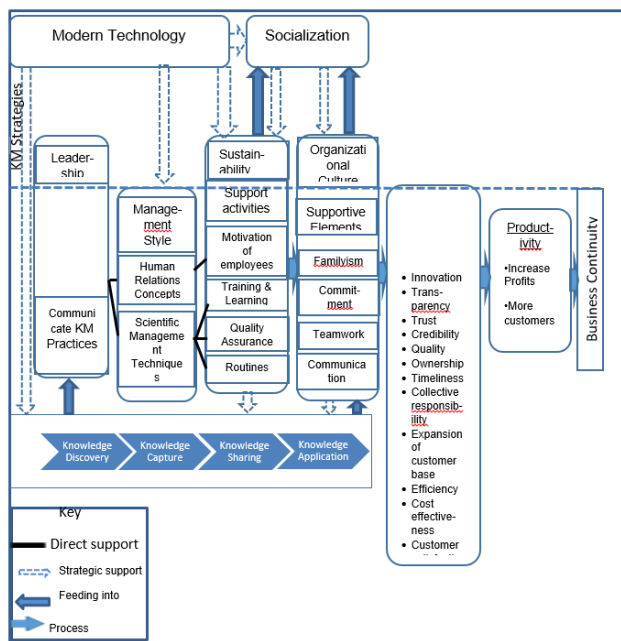 Modern Technology
Socialization
KM Strategies
Leader-
ship
Communi
cate KM
Practices
Manage-
ment
Style
Human
Relations
Concepts
Scientific
Manage
ment
Technique
s
Sustain-
ability
Support
activities
Motivation
of
employees
Training &
Learning
Quality
Assurance
Routines
Organizati
onal
Culture
Supportive
Elements
Familyism
Commit-
ment
Teamwork
Communica
tion
• Innovation
• Trans-
parency
• Trust
• Credibility
• Quality
• Ownership
• Timeliness
• Collective
responsib-
ility
• Expansion
of
customer
base
• Efficiency
• Cost
effective-
ness
• Customer
Product-
ivity
•Increase
Profits
•More
customers
Business Continuity
Knowledge
Discovery
Knowledge
Capture
Knowledge
Sharing
Knowledge
Application
Key
Direct support
Strategic support
Feeding into
Process